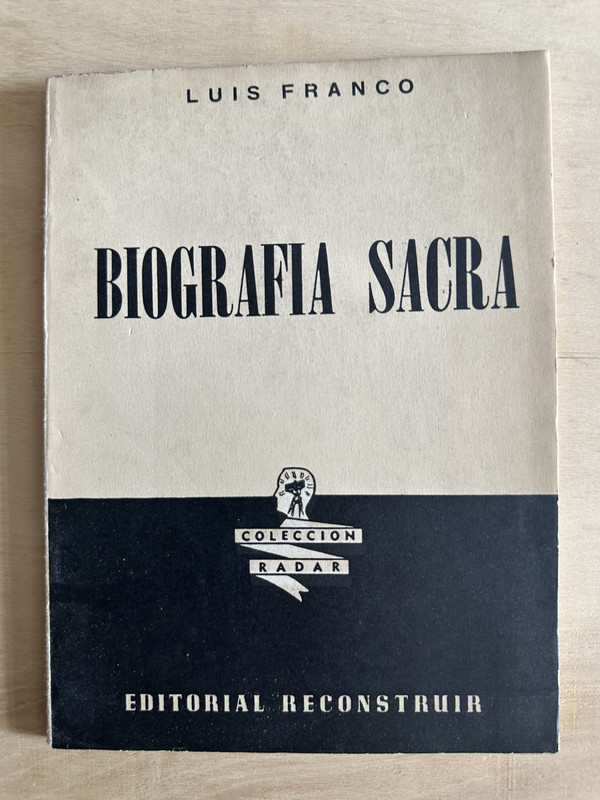 LUIS FRANCO
BIOGRAFIA SACRA
COLECCION
RADAR
EDITORIAL RECONSTRUIR